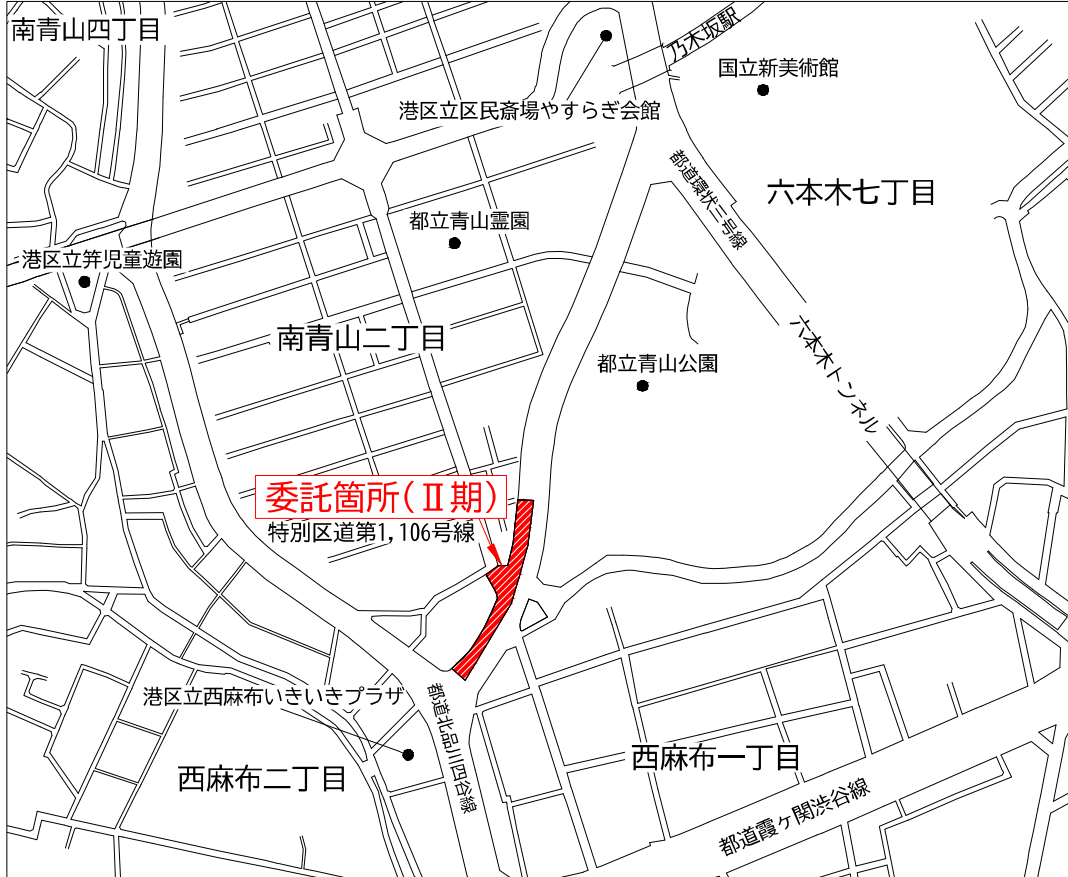 南青山四丁目
乃木坂駅
国立新美術館
港区立区民斎場やすらぎ会館
都道環状三号線
六本木七丁目
都立青山霊園
港区立笄児童遊園
南青山二丁目
六本木トンネル
都立青山公園
委託箇所(Ⅱ期)
特別区道第1,106号線
港区立西麻布いきいきプラザ
都道北品川四谷線
西麻布一丁目
西麻布二丁目
都道霞ヶ関渋谷線